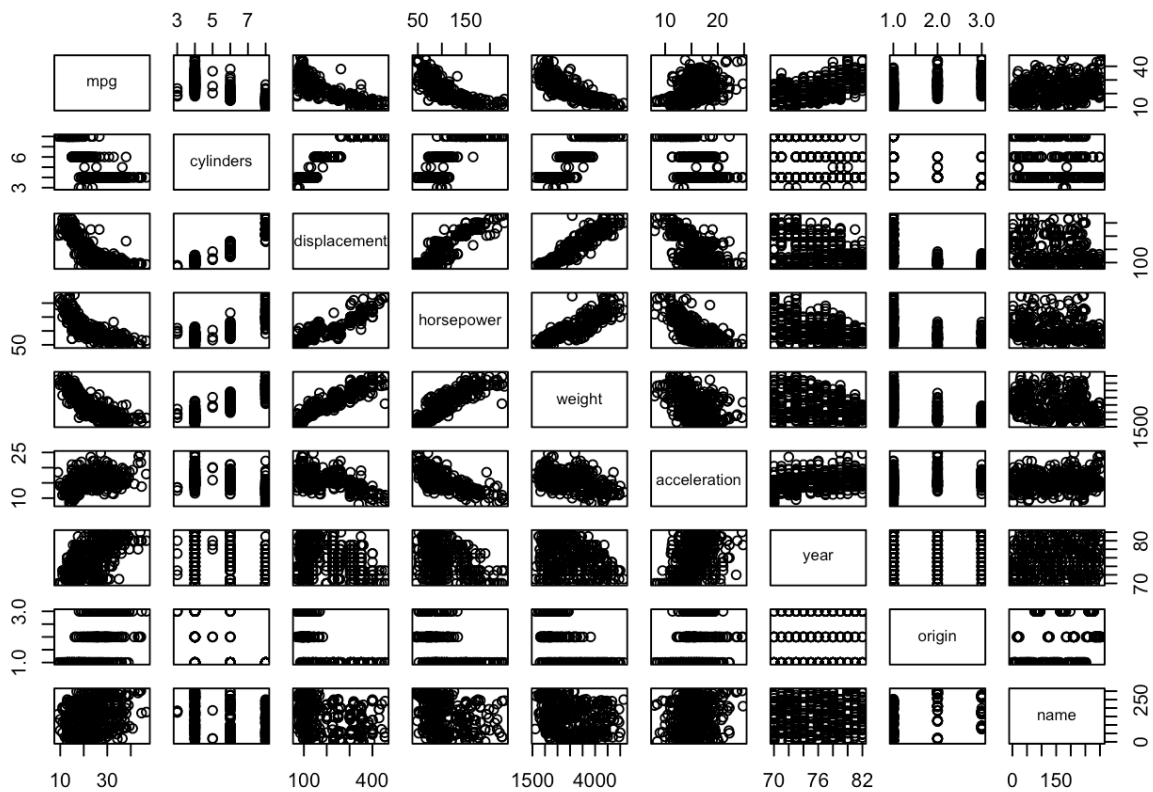 3 5 7 50 150 10 20 1.0 2.0 3.0
mpg 10 40
3 6 cylinders
displacement 100
50 horsepower
weight 1500
10 25 acceleration
year 70 80
1.0 3.0 origin
name 0 250
10 30 100 400 1500 4000 70 76 82 0 150